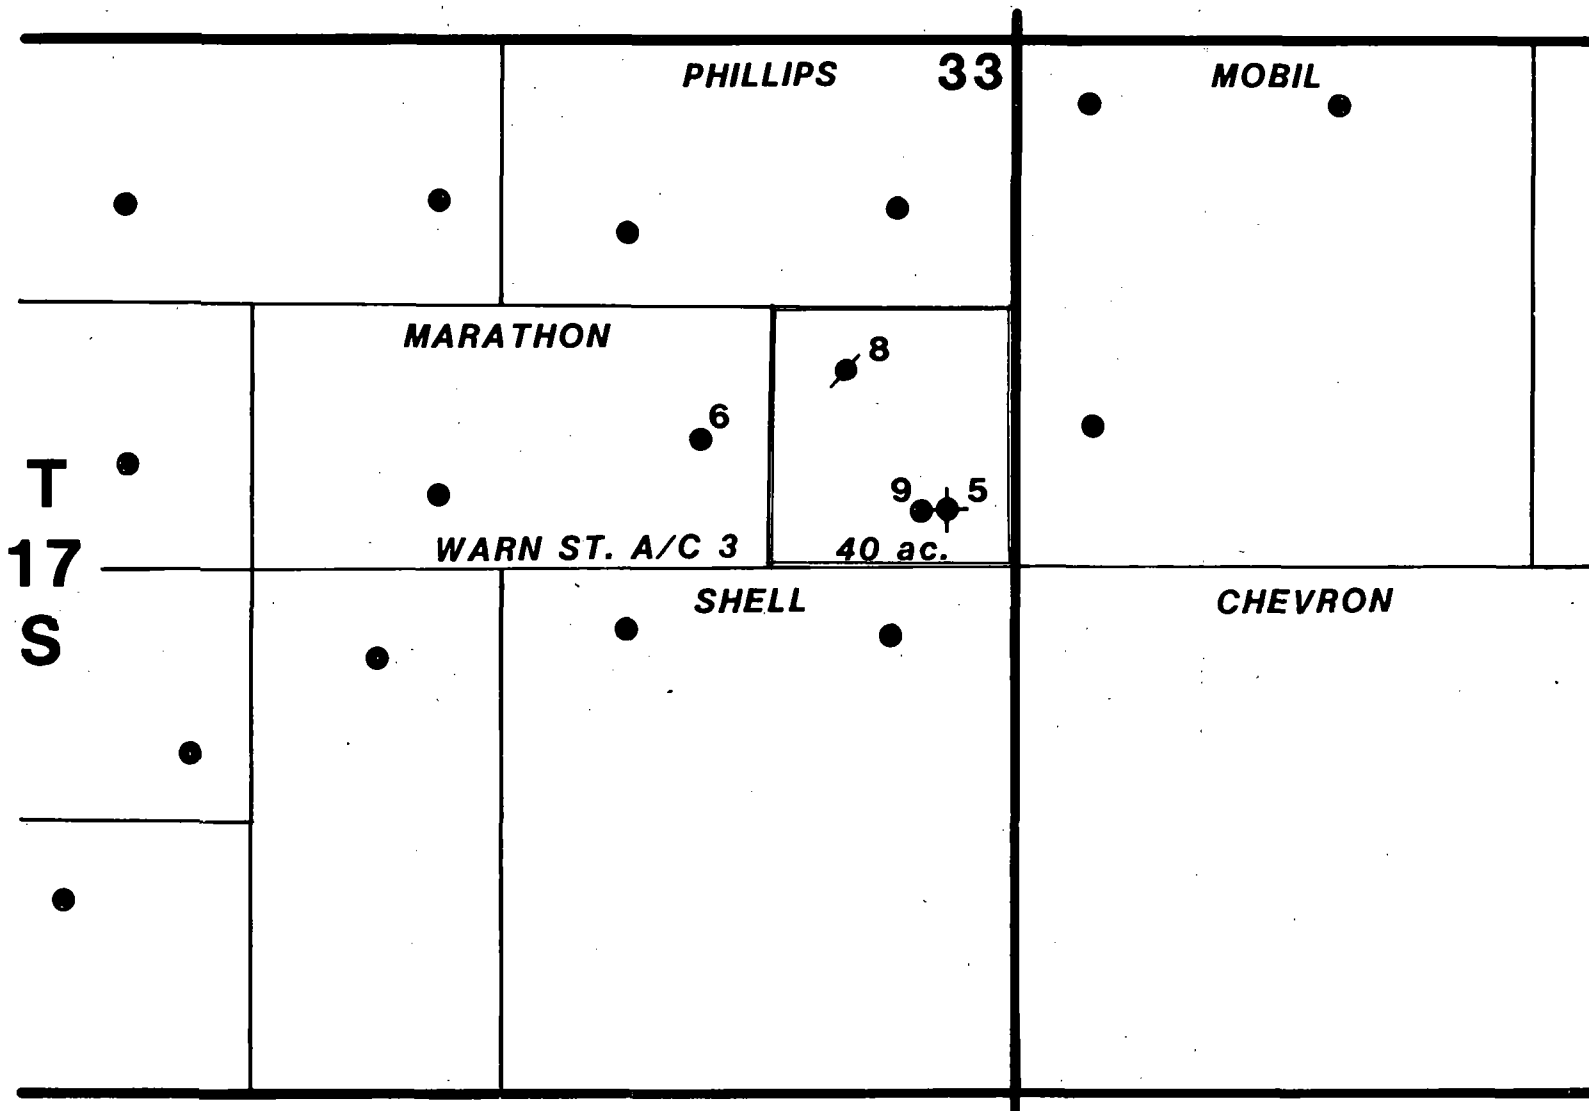 PHILLIPS
33
MOBIL
MARATHON
8
6
9
5
WARN ST. A/C 3
40 ac.
T
17
S
SHELL
CHEVRON